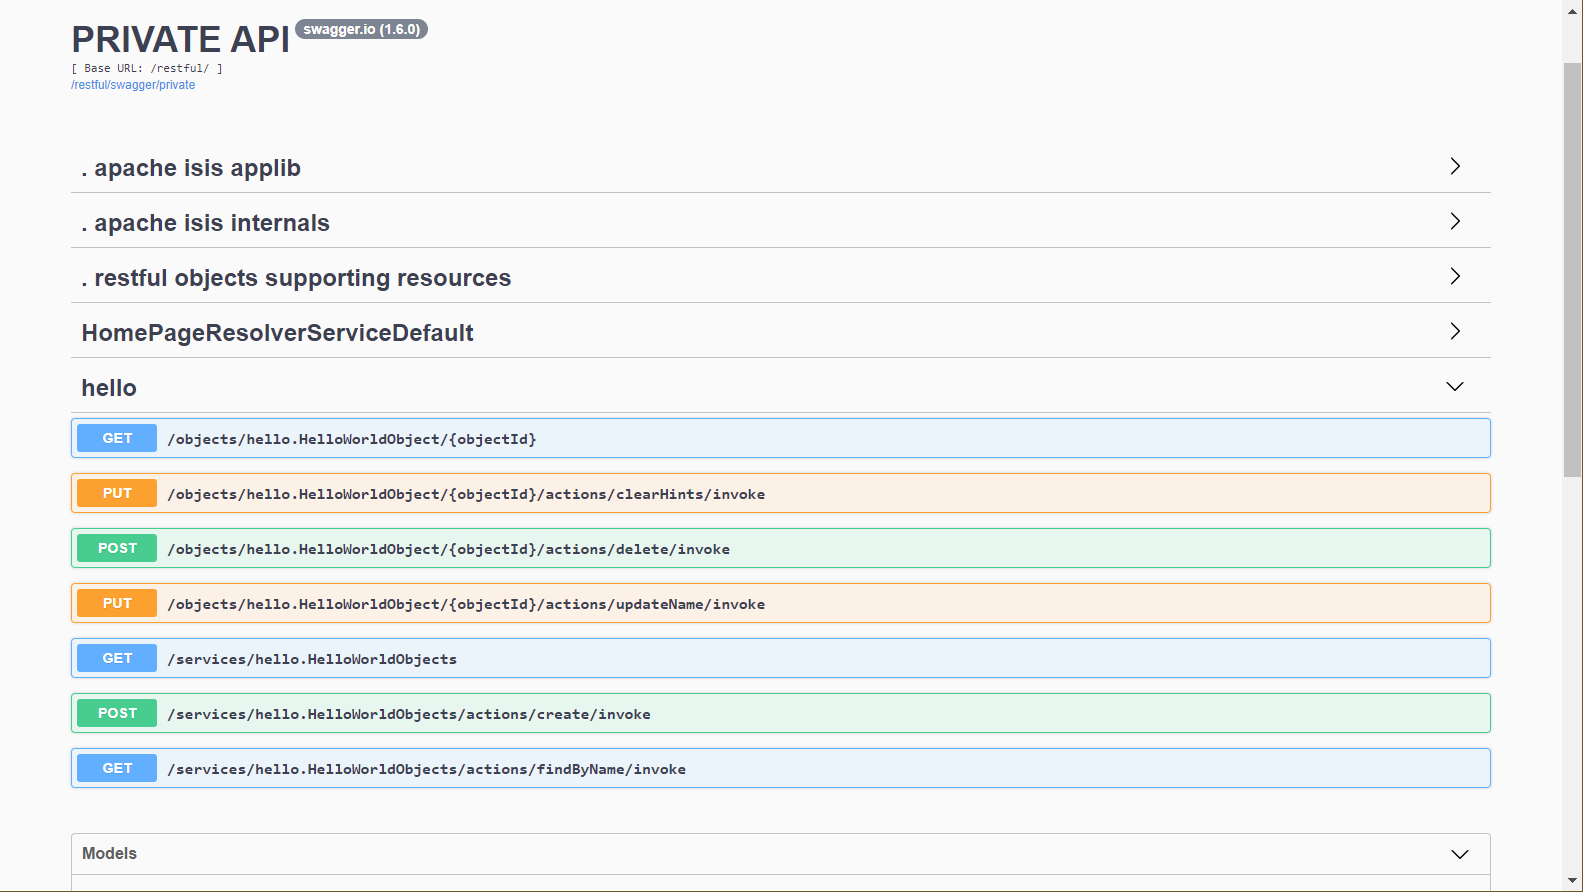 PRIVATE API swagger.io (1.6.0)
[ Base URL: /restful/ ]
/restful/swagger/private
. apache isis applib
. apache isis internals
. restful objects supporting resources
HomePageResolverServiceDefault
hello
GET /objects/hello.HelloWorldObject/{objectId}
PUT /objects/hello.HelloWorldObject/{objectId}/actions/clearHints/invoke
POST /objects/hello.HelloWorldObject/{objectId}/actions/delete/invoke
PUT /objects/hello.HelloWorldObject/{objectId}/actions/updateName/invoke
GET /services/hello.HelloWorldObjects
POST /services/hello.HelloWorldObjects/actions/create/invoke
GET /services/hello.HelloWorldObjects/actions/findByName/invoke
Models